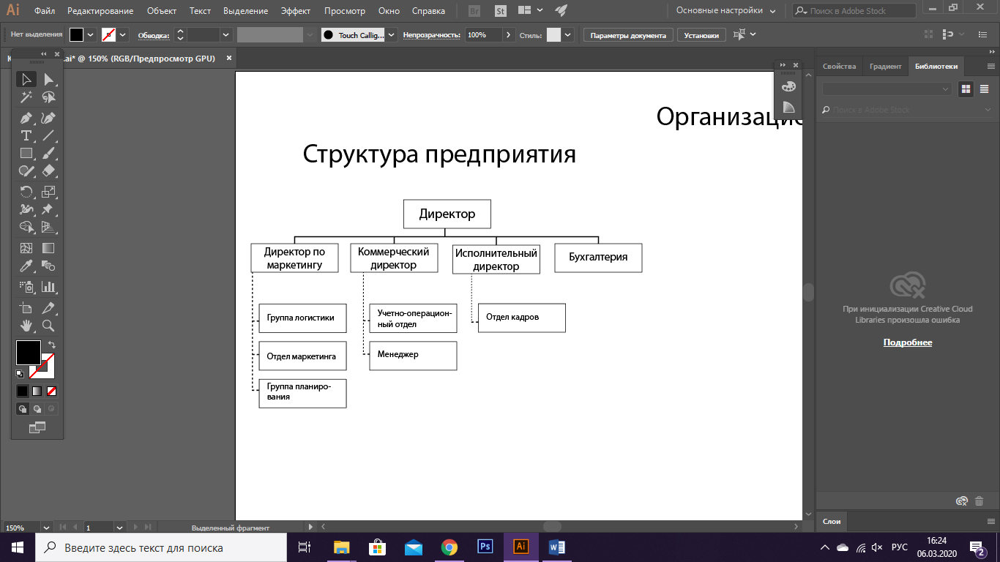 Ai Файл Редактирование Объект Текст Выделение Эффект Просмотр Окно Справка Br St Основные настройки Поиск в Adobe Stock
Нет выделения Обводка: Touch Callig... Непрозрачность: 100% Стиль: Параметры документа Установки
.ai* @ 150% (RGB/Предпросмотр GPU)
Свойства Градиент Библиотеки
Поиск в Adobe Stock
Структура предприятия
Директор
Директор по
маркетингу
Коммерческий
директор
Исполнительный
директор
Бухгалтерия
Группа логистики
Отдел маркетинга
Группа планиро-
вания
Учетно-операцион-
ный отдел
Менеджер
Отдел кадров
При инициализации Creative Cloud
Libraries произошла ошибка
Подробнее
Слои
150% 1 Выделенный фрагмент
Введите здесь текст для поиска
Ps Ai W
РУС
16:24
06.03.2020
2